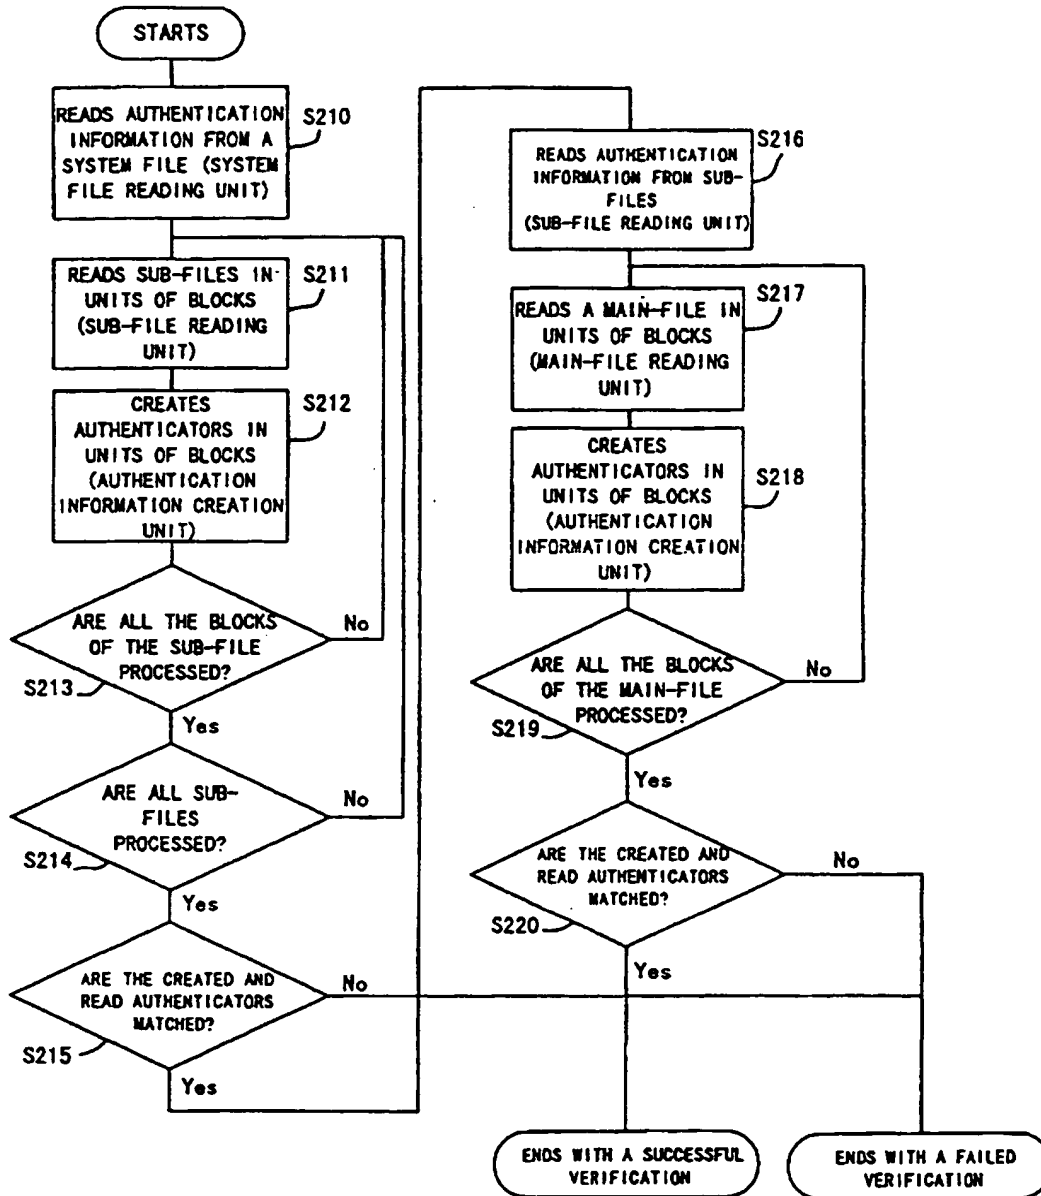 STARTS
READS AUTHENTICATION
INFORMATION FROM A
SYSTEM FILE (SYSTEM
FILE READING UNIT)
S210
READS SUB-FILES IN
UNITS OF BLOCKS
(SUB-FILE READING
UNIT)
S211
CREATES
AUTHENTICATORS IN
UNITS OF BLOCKS
(AUTHENTICATION
INFORMATION CREATION
UNIT)
S212
ARE ALL THE BLOCKS
OF THE SUB-FILE
PROCESSED?
No
S213
Yes
ARE ALL SUB-
FILES
PROCESSED?
No
S214
Yes
ARE THE CREATED AND
READ AUTHENTICATORS
MATCHED?
No
S215
Yes
READS AUTHENTICATION
INFORMATION FROM SUB-
FILES
(SUB-FILE READING UNIT)
S216
READS A MAIN-FILE IN
UNITS OF BLOCKS
(MAIN-FILE READING
UNIT)
S217
CREATES
AUTHENTICATORS IN
UNITS OF BLOCKS
(AUTHENTICATION
INFORMATION CREATION
UNIT)
S218
ARE ALL THE BLOCKS
OF THE MAIN-FILE
PROCESSED?
No
S219
Yes
ARE THE CREATED AND
READ AUTHENTICATORS
MATCHED?
No
S220
Yes
ENDS WITH A SUCCESSFUL
VERIFICATION
ENDS WITH A FAILED
VERIFICATION